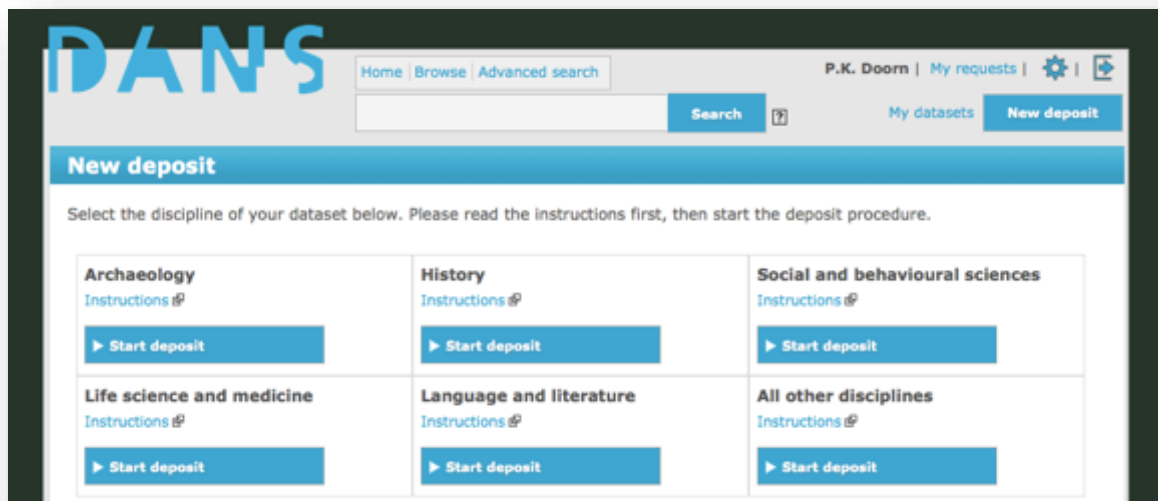 DANS
Home | Browse | Advanced search
P.K. Doorn | My requests |
Search ?
My datasets New deposit
New deposit
Select the discipline of your dataset below. Please read the instructions first, then start the deposit procedure.
Archaeology
Instructions
Start deposit
History
Instructions
Start deposit
Social and behavioural sciences
Instructions
Start deposit
Life science and medicine
Instructions
Start deposit
Language and literature
Instructions
Start deposit
All other disciplines
Instructions
Start deposit